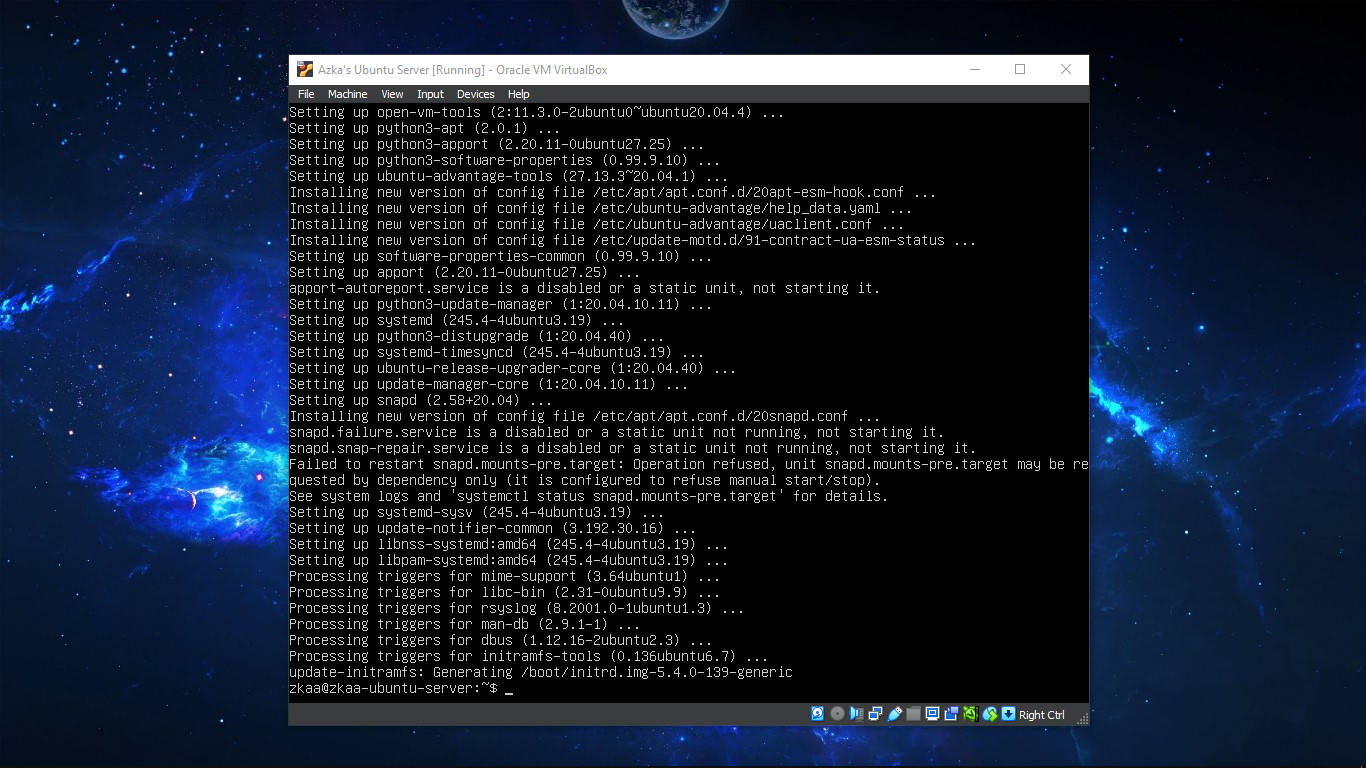 Azka's Ubuntu Server [Running] - Oracle VM VirtualBox
File Machine View Input Devices Help
Setting up open-vm-tools (2:11.3.0-2ubuntu0~ubuntu20.04.4) ...
Setting up python3-apt (2.0.1) ...
Setting up python3-apport (2.20.11-0ubuntu27.25) ...
Setting up python3-software-properties (0.99.9.10) ...
Setting up ubuntu-advantage-tools (27.13.3~20.04.1) ...
Installing new version of config file /etc/apt/apt.conf.d/20apt-esm-hook.conf ...
Installing new version of config file /etc/ubuntu-advantage/help_data.yaml ...
Installing new version of config file /etc/ubuntu-advantage/uaclient.conf ...
Installing new version of config file /etc/update-motd.d/91-contract-ua-esm-status ...
Setting up software-properties-common (0.99.9.10) ...
Setting up apport (2.20.11-0ubuntu27.25) ...
apport-autoreport.service is a disabled or a static unit, not starting it.
Setting up python3-update-manager (1:20.04.10.11) ...
Setting up systemd (245.4-4ubuntu3.19) ...
Setting up python3-distupgrade (1:20.04.40) ...
Setting up systemd-timesyncd (245.4-4ubuntu3.19) ...
Setting up ubuntu-release-upgrader-core (1:20.04.40) ...
Setting up update-manager-core (1:20.04.10.11) ...
Setting up snapd (2.58+20.04) ...
Installing new version of config file /etc/apt/apt.conf.d/20snapd.conf ...
snapd.failure.service is a disabled or a static unit not running, not starting it.
snapd.snap-repair.service is a disabled or a static unit not running, not starting it.
Failed to restart snapd.mounts-pre.target: Operation refused, unit snapd.mounts-pre.target may be re
quested by dependency only (it is configured to refuse manual start/stop).
See system logs and 'systemctl status snapd.mounts-pre.target' for details.
Setting up systemd-sysv (245.4-4ubuntu3.19) ...
Setting up update-notifier-common (3.192.30.16) ...
Setting up libnss-systemd:amd64 (245.4-4ubuntu3.19) ...
Setting up libpam-systemd:amd64 (245.4-4ubuntu3.19) ...
Processing triggers for mime-support (3.64ubuntu1) ...
Processing triggers for libc-bin (2.31-0ubuntu9.9) ...
Processing triggers for rsyslog (8.2001.0-1ubuntu1.3) ...
Processing triggers for man-db (2.9.1-1) ...
Processing triggers for dbus (1.12.16-2ubuntu2.3) ...
Processing triggers for initramfs-tools (0.136ubuntu6.7) ...
update-initramfs: Generating /boot/initrd.img-5.4.0-139-generic
zkaa@zkaa-ubuntu-server:~$ _
Right Ctrl